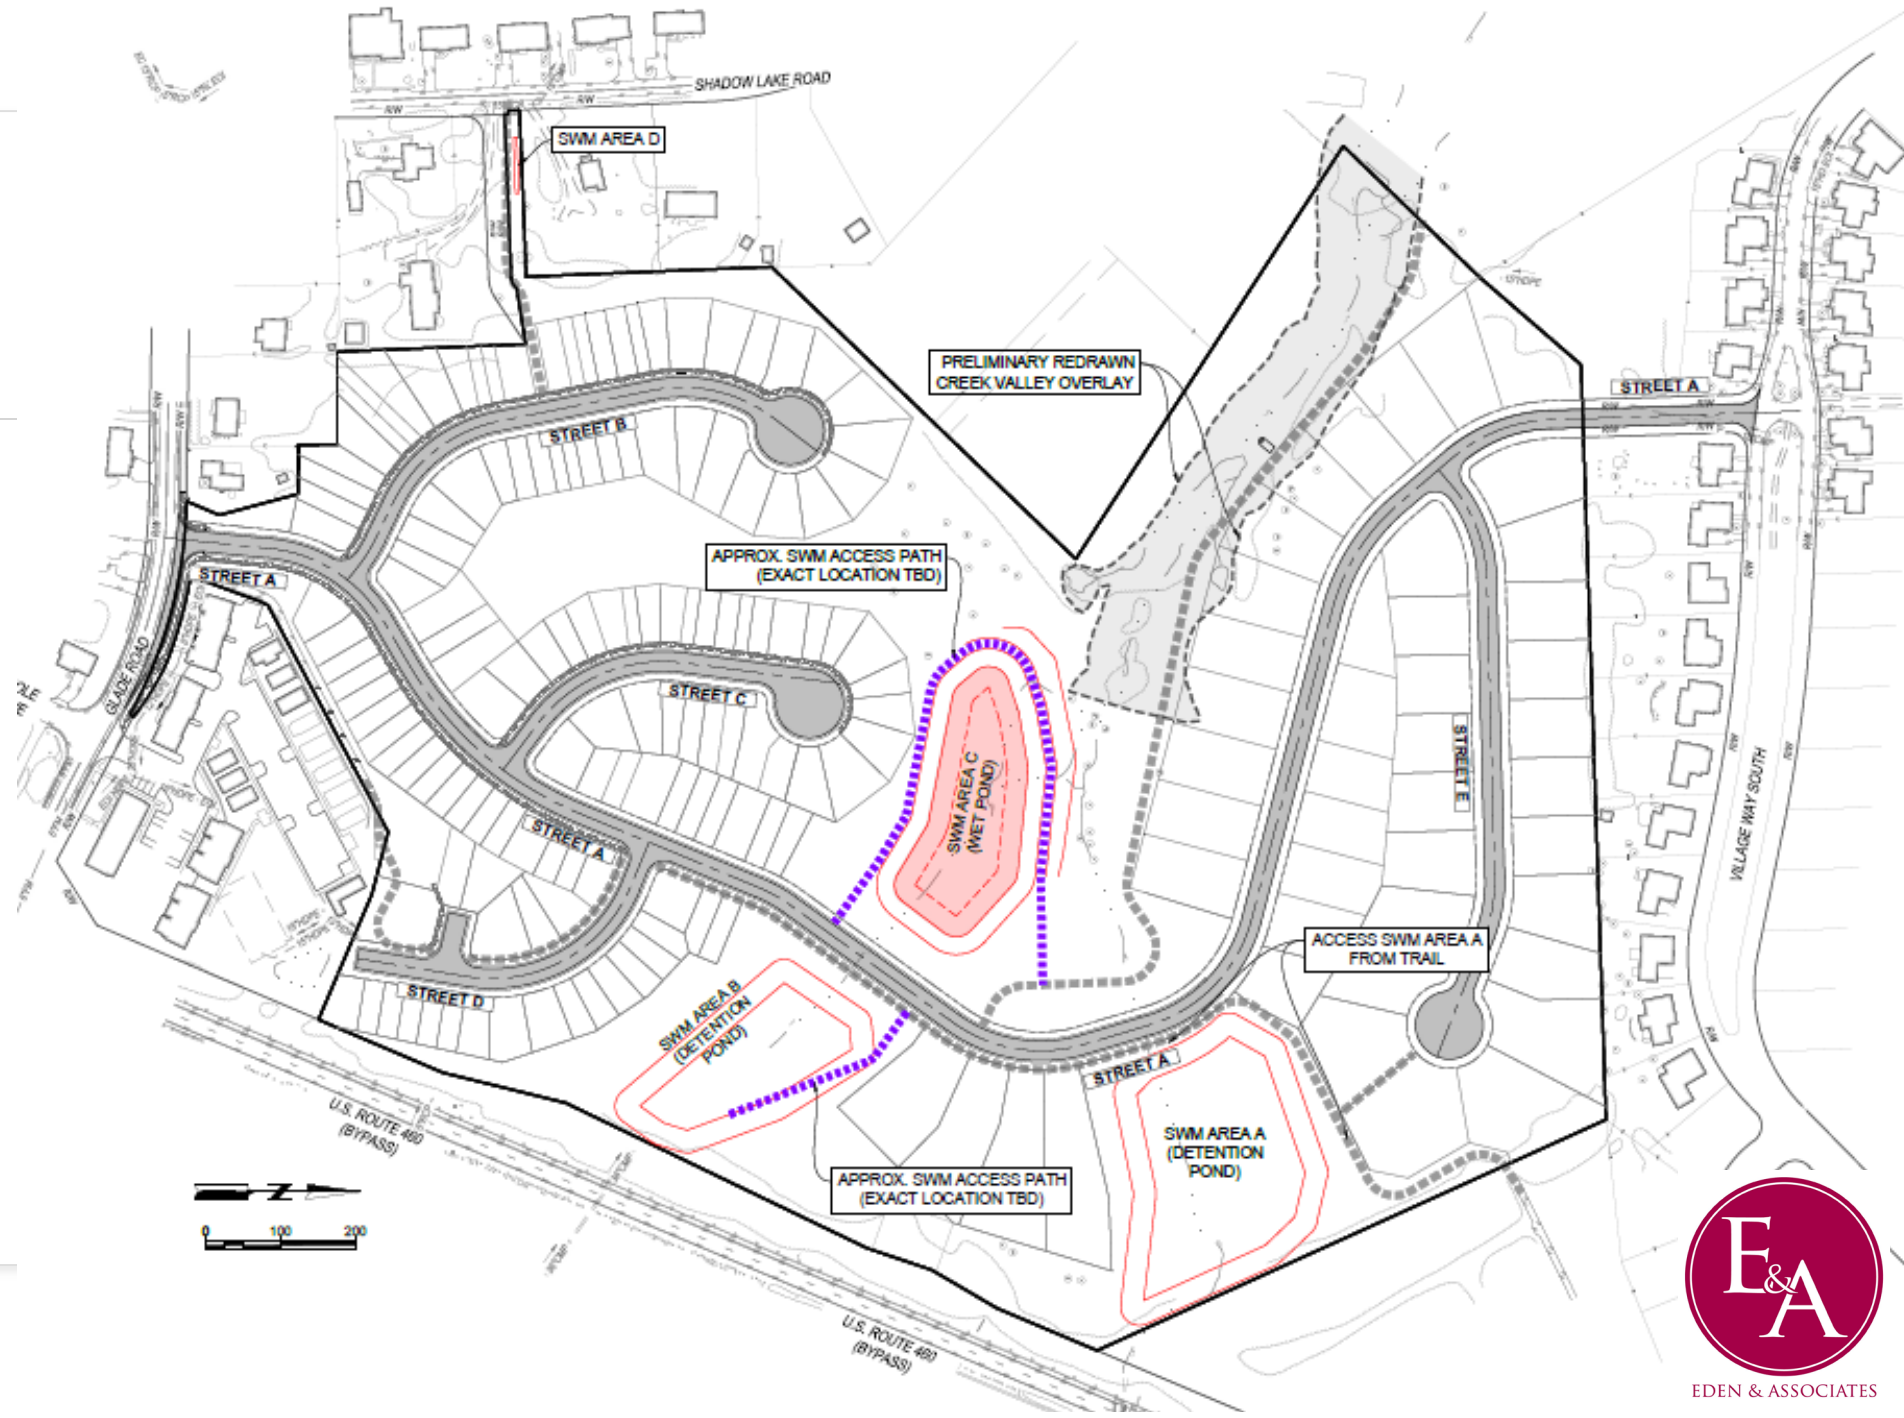 SHADOW LAKE ROAD
R/W
R/W
SWM AREA D
PRELIMINARY REDRAWN
CREEK VALLEY OVERLAY
STREET A
R/W
R/W
STREET B
APPROX. SWM ACCESS PATH
(EXACT LOCATION TBD)
STREET A
GLADE ROAD
STREET C
STREET E
SWM AREA C
(WET POND)
VILLAGE WAY SOUTH
STREET A
ACCESS SWM AREA A
FROM TRAIL
STREET D
SWM AREA B
(DETENTION
POND)
STREET A
U.S. ROUTE 460
(BYPASS)
SWM AREA A
(DETENTION
POND)
APPROX. SWM ACCESS PATH
(EXACT LOCATION TBD)
Z
0 100 200
U.S. ROUTE 460
(BYPASS)
E&A
EDEN & ASSOCIATES